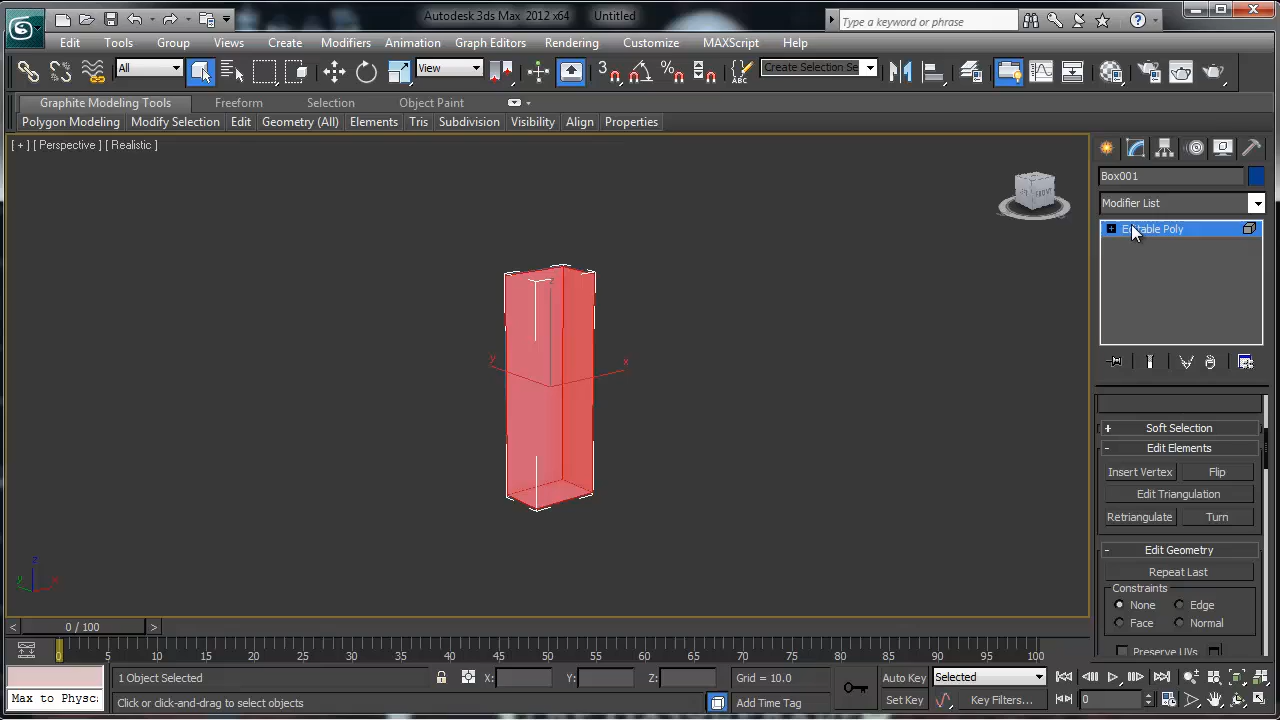 Autodesk 3ds Max 2012 x64 Untitled
Type a keyword or phrase
Edit Tools Group Views Create Modifiers Animation Graph Editors Rendering Customize MAXScript Help
All View Create Selection Se
Graphite Modeling Tools Freeform Selection Object Paint
Polygon Modeling Modify Selection Edit Geometry (All) Elements Tris Subdivision Visibility Align Properties
[ + ] [ Perspective ] [ Realistic ]
FRONT
Box001
Modifier List
Editable Poly
z
y
x
Soft Selection
Edit Elements
Insert Vertex Flip
Edit Triangulation
Retriangulate Turn
Edit Geometry
Repeat Last
Constraints
None Edge
Face Normal
Preserve UVs
z
y x
< 0 / 100 >
0 5 10 15 20 25 30 35 40 45 50 55 60 65 70 75 80 85 90 95 100
1 Object Selected X: Y: Z: Grid = 10.0 Auto Key Selected
Max to Physc: Click or click-and-drag to select objects Add Time Tag Set Key Key Filters... 0